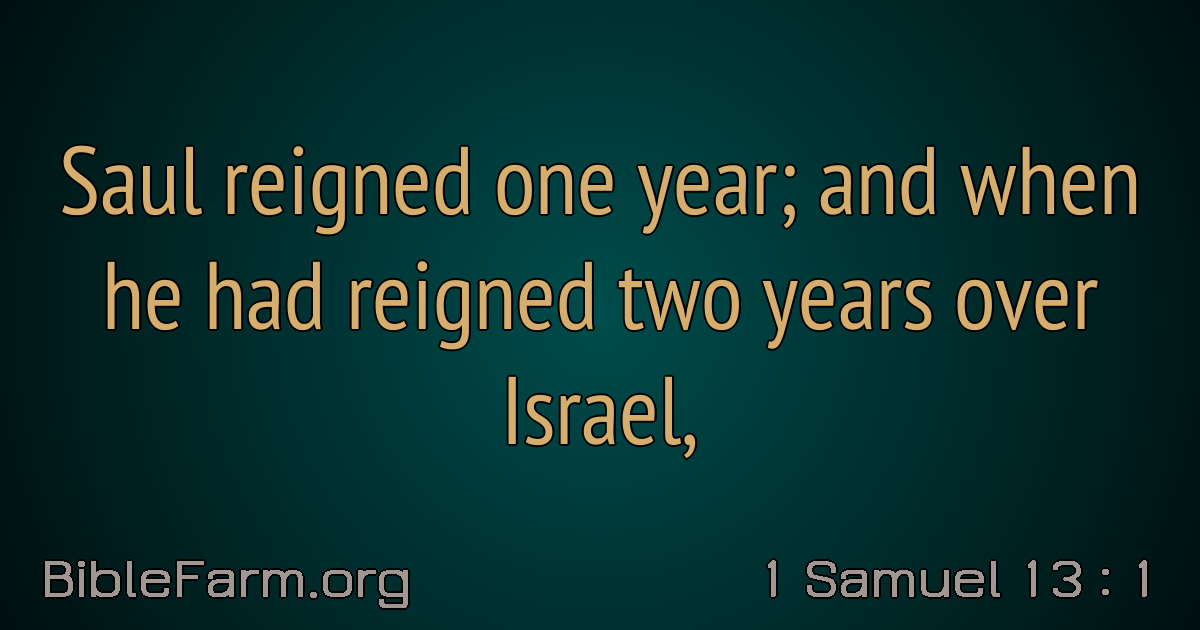 Saul reigned one year; and when
he had reigned two years over
Israel,
BibleFarm.org
1 Samuel 13 : 1